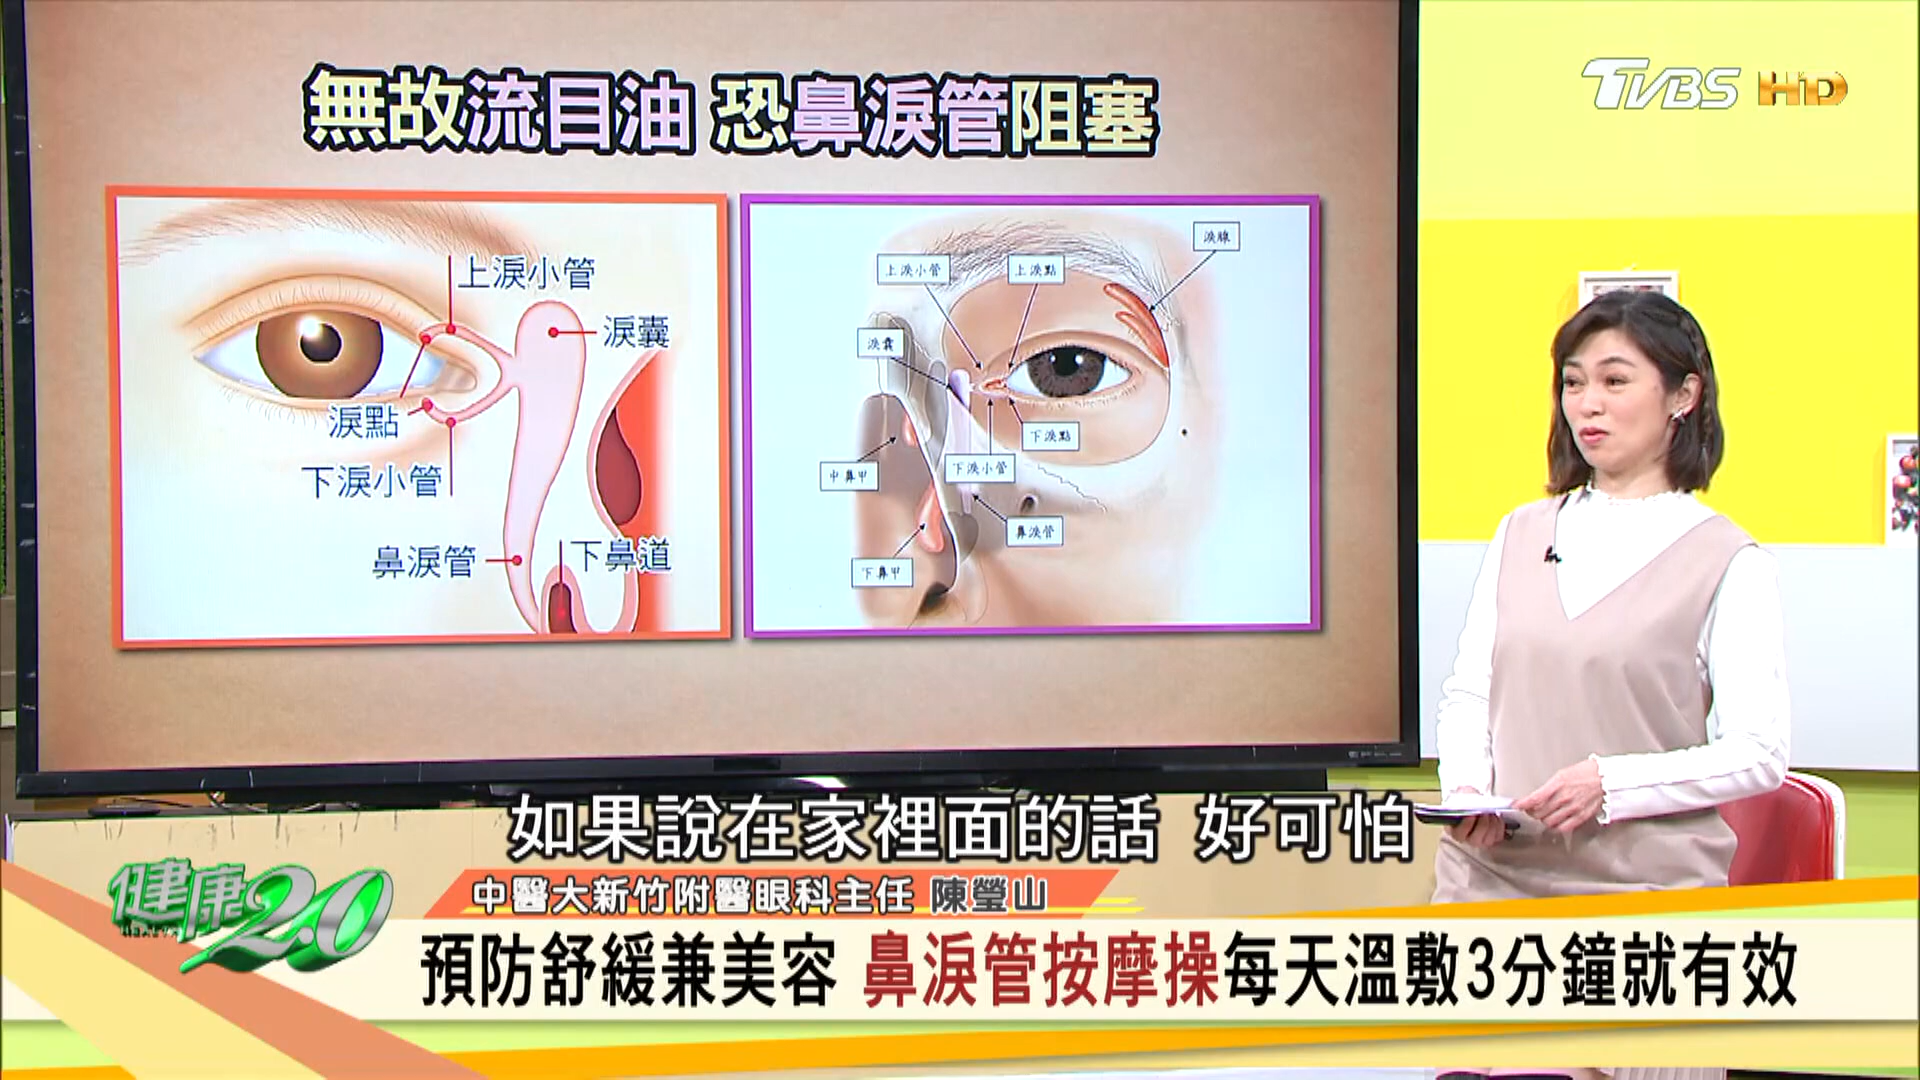 TVBS HD
無故流目油 恐鼻淚管阻塞
上淚小管
淚囊
淚點
下淚小管
鼻淚管
下鼻道
淚腺
上淚小管
上淚點
淚囊
下淚點
中鼻甲
下淚小管
鼻淚管
下鼻甲
如果說在家裡面的話 好可怕
健康2.0
HEALTH
中醫大新竹附醫眼科主任 陳瑩山
預防舒緩兼美容 鼻淚管按摩操每天溫敷3分鐘就有效